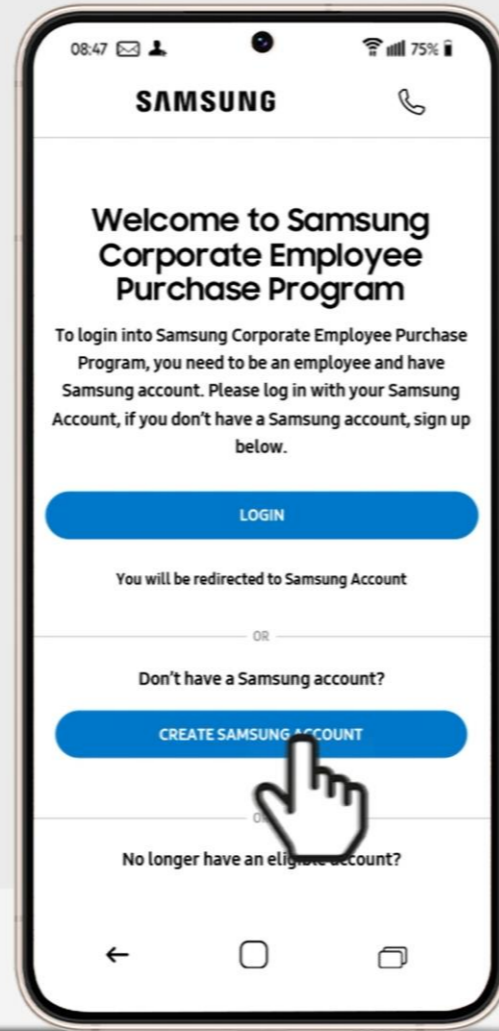 08:47 75%
SAMSUNG
Welcome to Samsung
Corporate Employee
Purchase Program
To login into Samsung Corporate Employee Purchase
Program, you need to be an employee and have
Samsung account. Please log in with your Samsung
Account, if you don't have a Samsung account, sign up
below.
LOGIN
You will be redirected to Samsung Account
OR
Don't have a Samsung account?
CREATE SAMSUNG ACCOUNT
No longer have an eligible account?